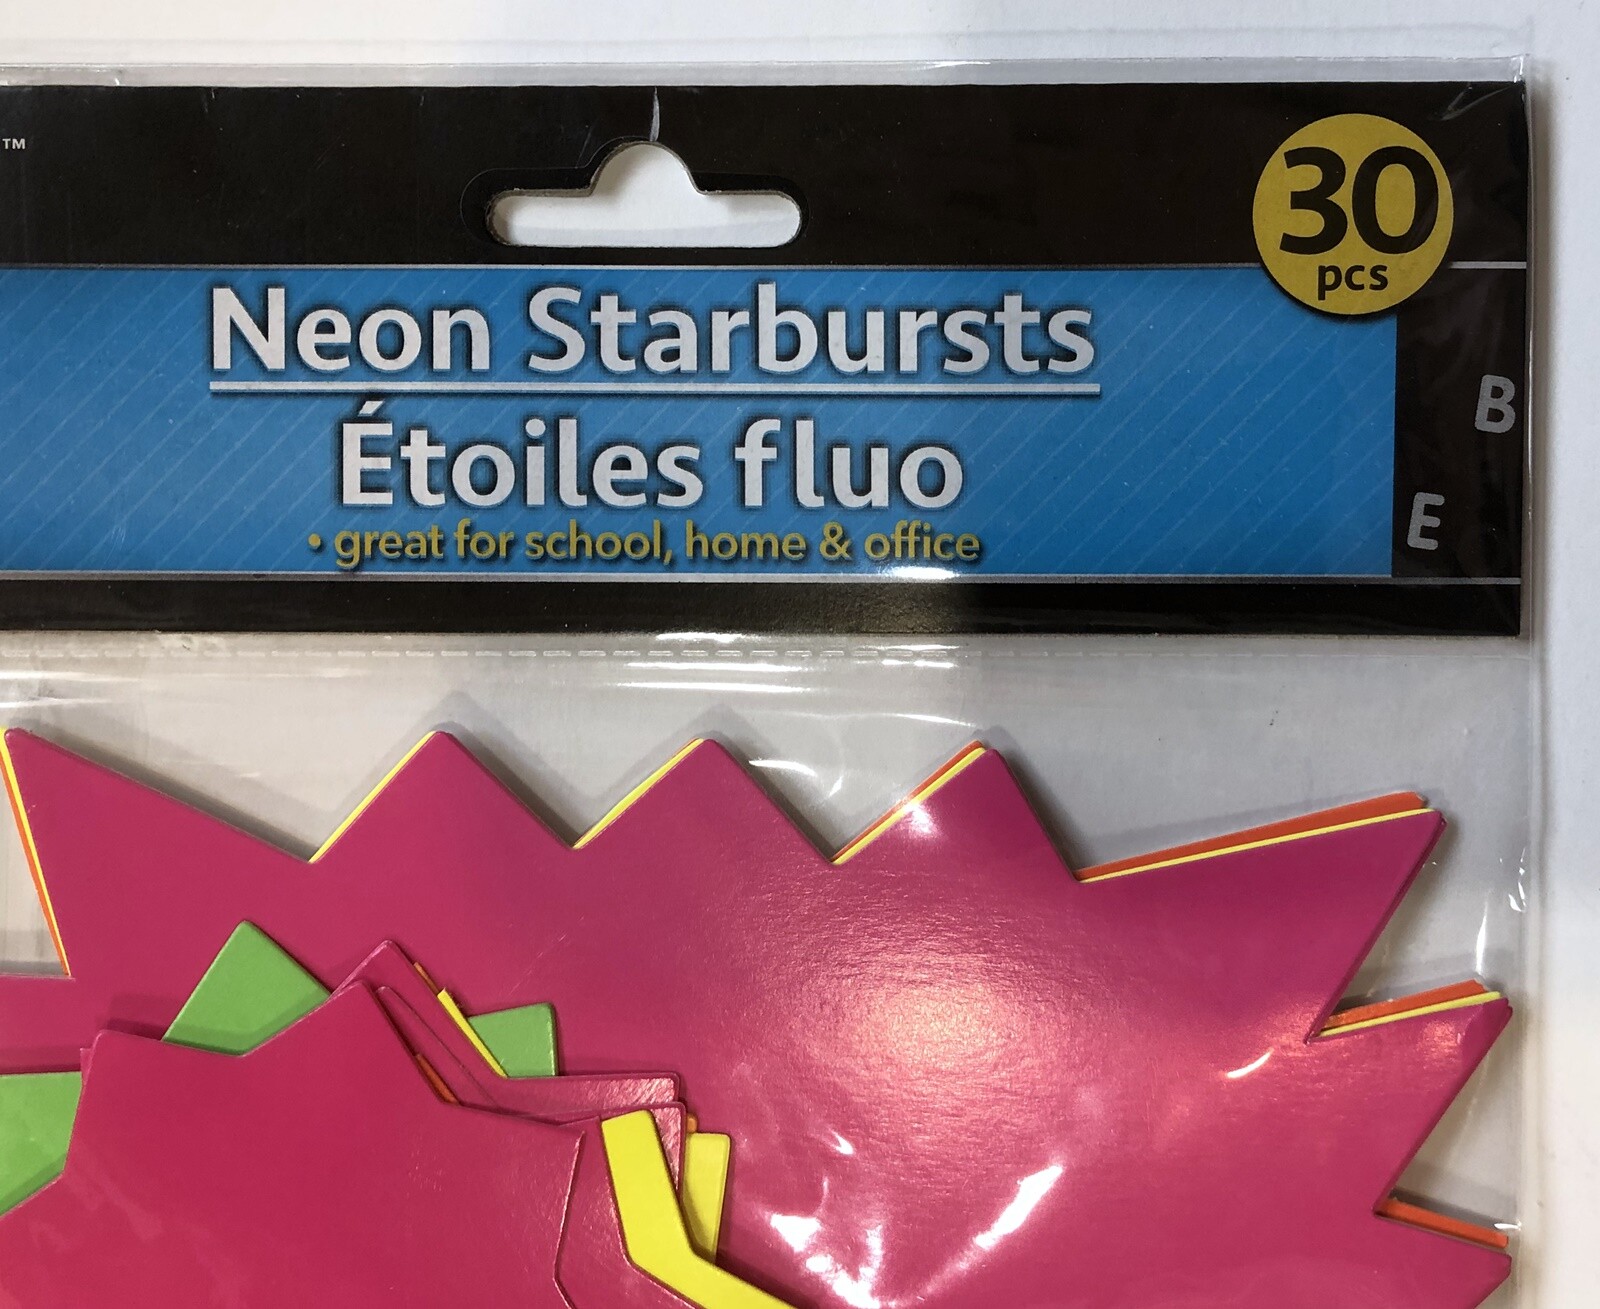 ™
30
pcs
Neon Starbursts
Étoiles fluo
• great for school, home & office
B
E